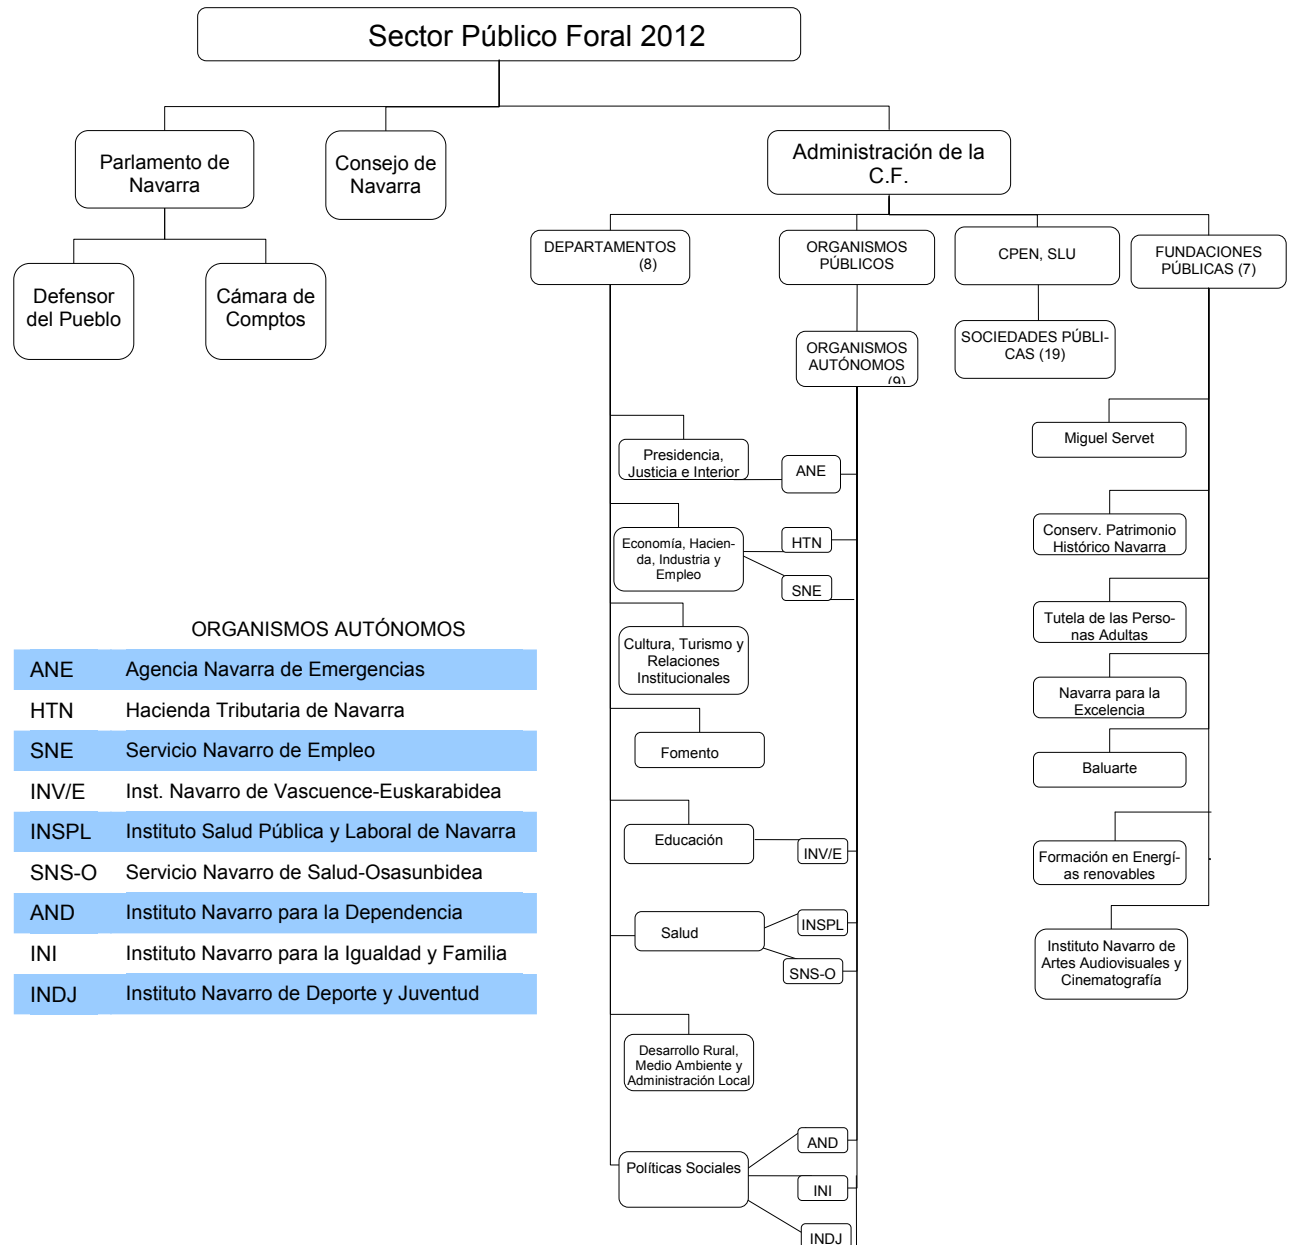 Sector Público Foral 2012
Parlamento de
Navarra
Consejo de
Navarra
Administración de la
C.F.
Defensor
del Pueblo
Cámara de
Comptos
DEPARTAMENTOS
(8)
ORGANISMOS
PÚBLICOS
CPEN, SLU
FUNDACIONES
PÚBLICAS (7)
ORGANISMOS
AUTÓNOMOS
(9)
SOCIEDADES PÚBLI-
CAS (19)
Presidencia,
Justicia e Interior
ANE
Economía, Hacien-
da, Industria y
Empleo
HTN
SNE
Cultura, Turismo y
Relaciones
Institucionales
Fomento
Educación
INV/E
Salud
INSPL
SNS-O
Desarrollo Rural,
Medio Ambiente y
Administración Local
Políticas Sociales
AND
INI
INDJ
Miguel Servet
Conserv. Patrimonio
Histórico Navarra
Tutela de las Perso-
nas Adultas
Navarra para la
Excelencia
Baluarte
Formación en Energí-
as renovables
Instituto Navarro de
Artes Audiovisuales y
Cinematografía
ORGANISMOS AUTÓNOMOS
ANE Agencia Navarra de Emergencias
HTN Hacienda Tributaria de Navarra
SNE Servicio Navarro de Empleo
INV/E Inst. Navarro de Vascuence-Euskarabidea
INSPL Instituto Salud Pública y Laboral de Navarra
SNS-O Servicio Navarro de Salud-Osasunbidea
AND Instituto Navarro para la Dependencia
INI Instituto Navarro para la Igualdad y Familia
INDJ Instituto Navarro de Deporte y Juventud